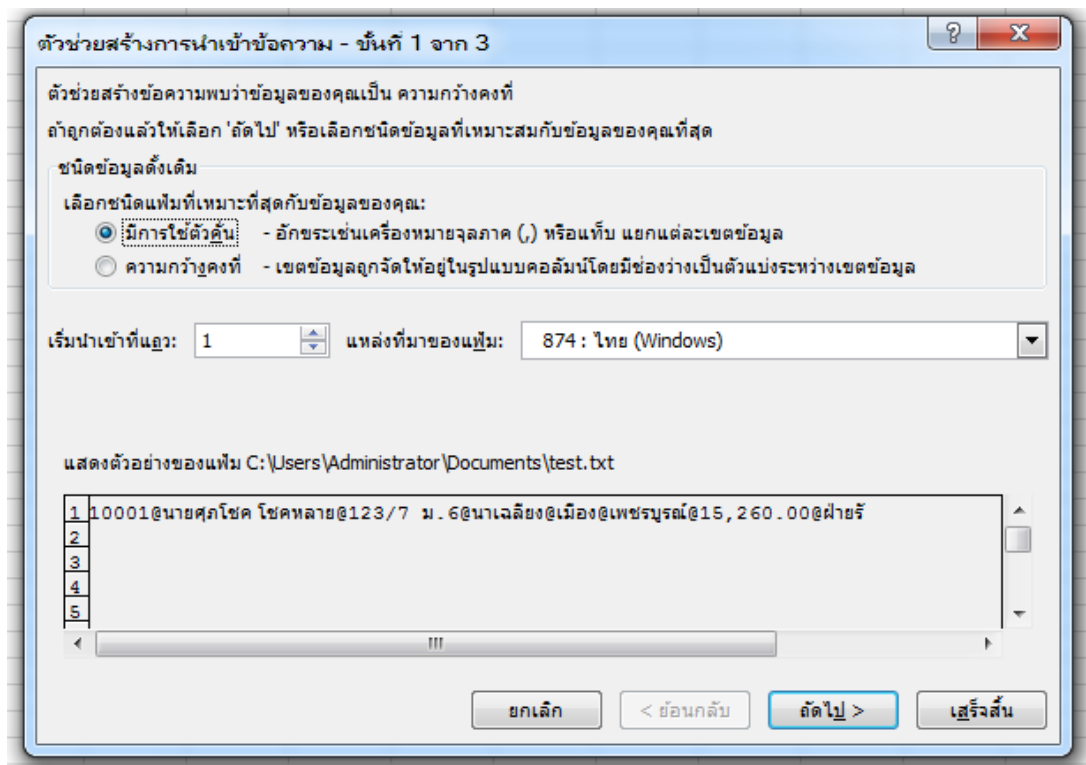 ตัวช่วยสร้างการนำเข้าข้อความ - ขั้นที่ 1 จาก 3
ตัวช่วยสร้างข้อความพบว่าข้อมูลของคุณเป็น ความกว้างคงที่
ถ้าถูกต้องแล้วให้เลือก 'ถัดไป' หรือเลือกชนิดข้อมูลที่เหมาะสมกับข้อมูลของคุณที่สุด
ชนิดข้อมูลดั้งเดิม
เลือกชนิดแฟ้มที่เหมาะที่สุดกับข้อมูลของคุณ:
มีการใช้ตัวคั่น - อักขระเช่นเครื่องหมายจุลภาค (,) หรือแท็บ แยกแต่ละเขตข้อมูล
ความกว้างคงที่ - เขตข้อมูลถูกจัดให้อยู่ในรูปแบบคอลัมน์โดยมีช่องว่างเป็นตัวแบ่งระหว่างเขตข้อมูล
เริ่มนำเข้าที่แถว: 1 แหล่งที่มาของแฟ้ม: 874 : ไทย (Windows)
แสดงตัวอย่างของแฟ้ม C:\Users\Administrator\Documents\test.txt
1 10001@นายศุภโชค โชคหลาย@123/7 ม.6@นาเฉลียง@เมือง@เพชรบูรณ์@15,260.00@ฝ่ายรั
2
3
4
5
ยกเลิก < ย้อนกลับ ถัดไป > เสร็จสิ้น